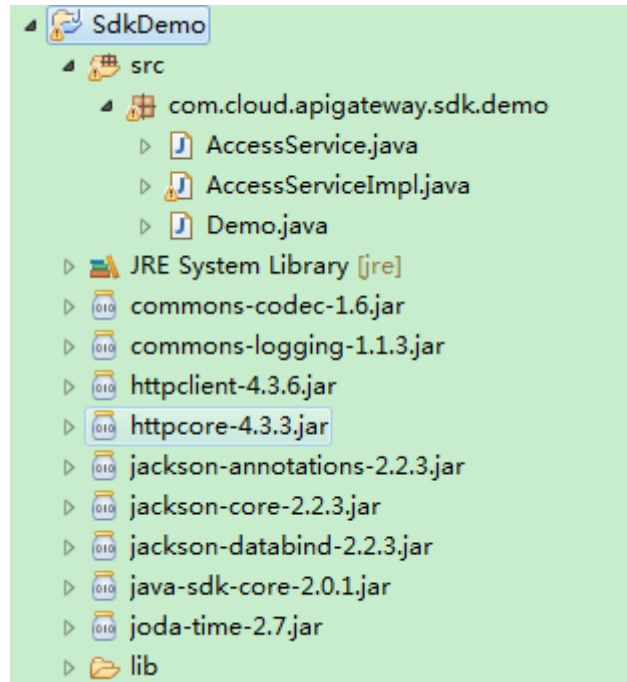 SdkDemo
src
com.cloud.apigateway.sdk.demo
AccessService.java
AccessServiceImpl.java
Demo.java
JRE System Library [jre]
commons-codec-1.6.jar
commons-logging-1.1.3.jar
httpclient-4.3.6.jar
httpcore-4.3.3.jar
jackson-annotations-2.2.3.jar
jackson-core-2.2.3.jar
jackson-databind-2.2.3.jar
java-sdk-core-2.0.1.jar
joda-time-2.7.jar
lib